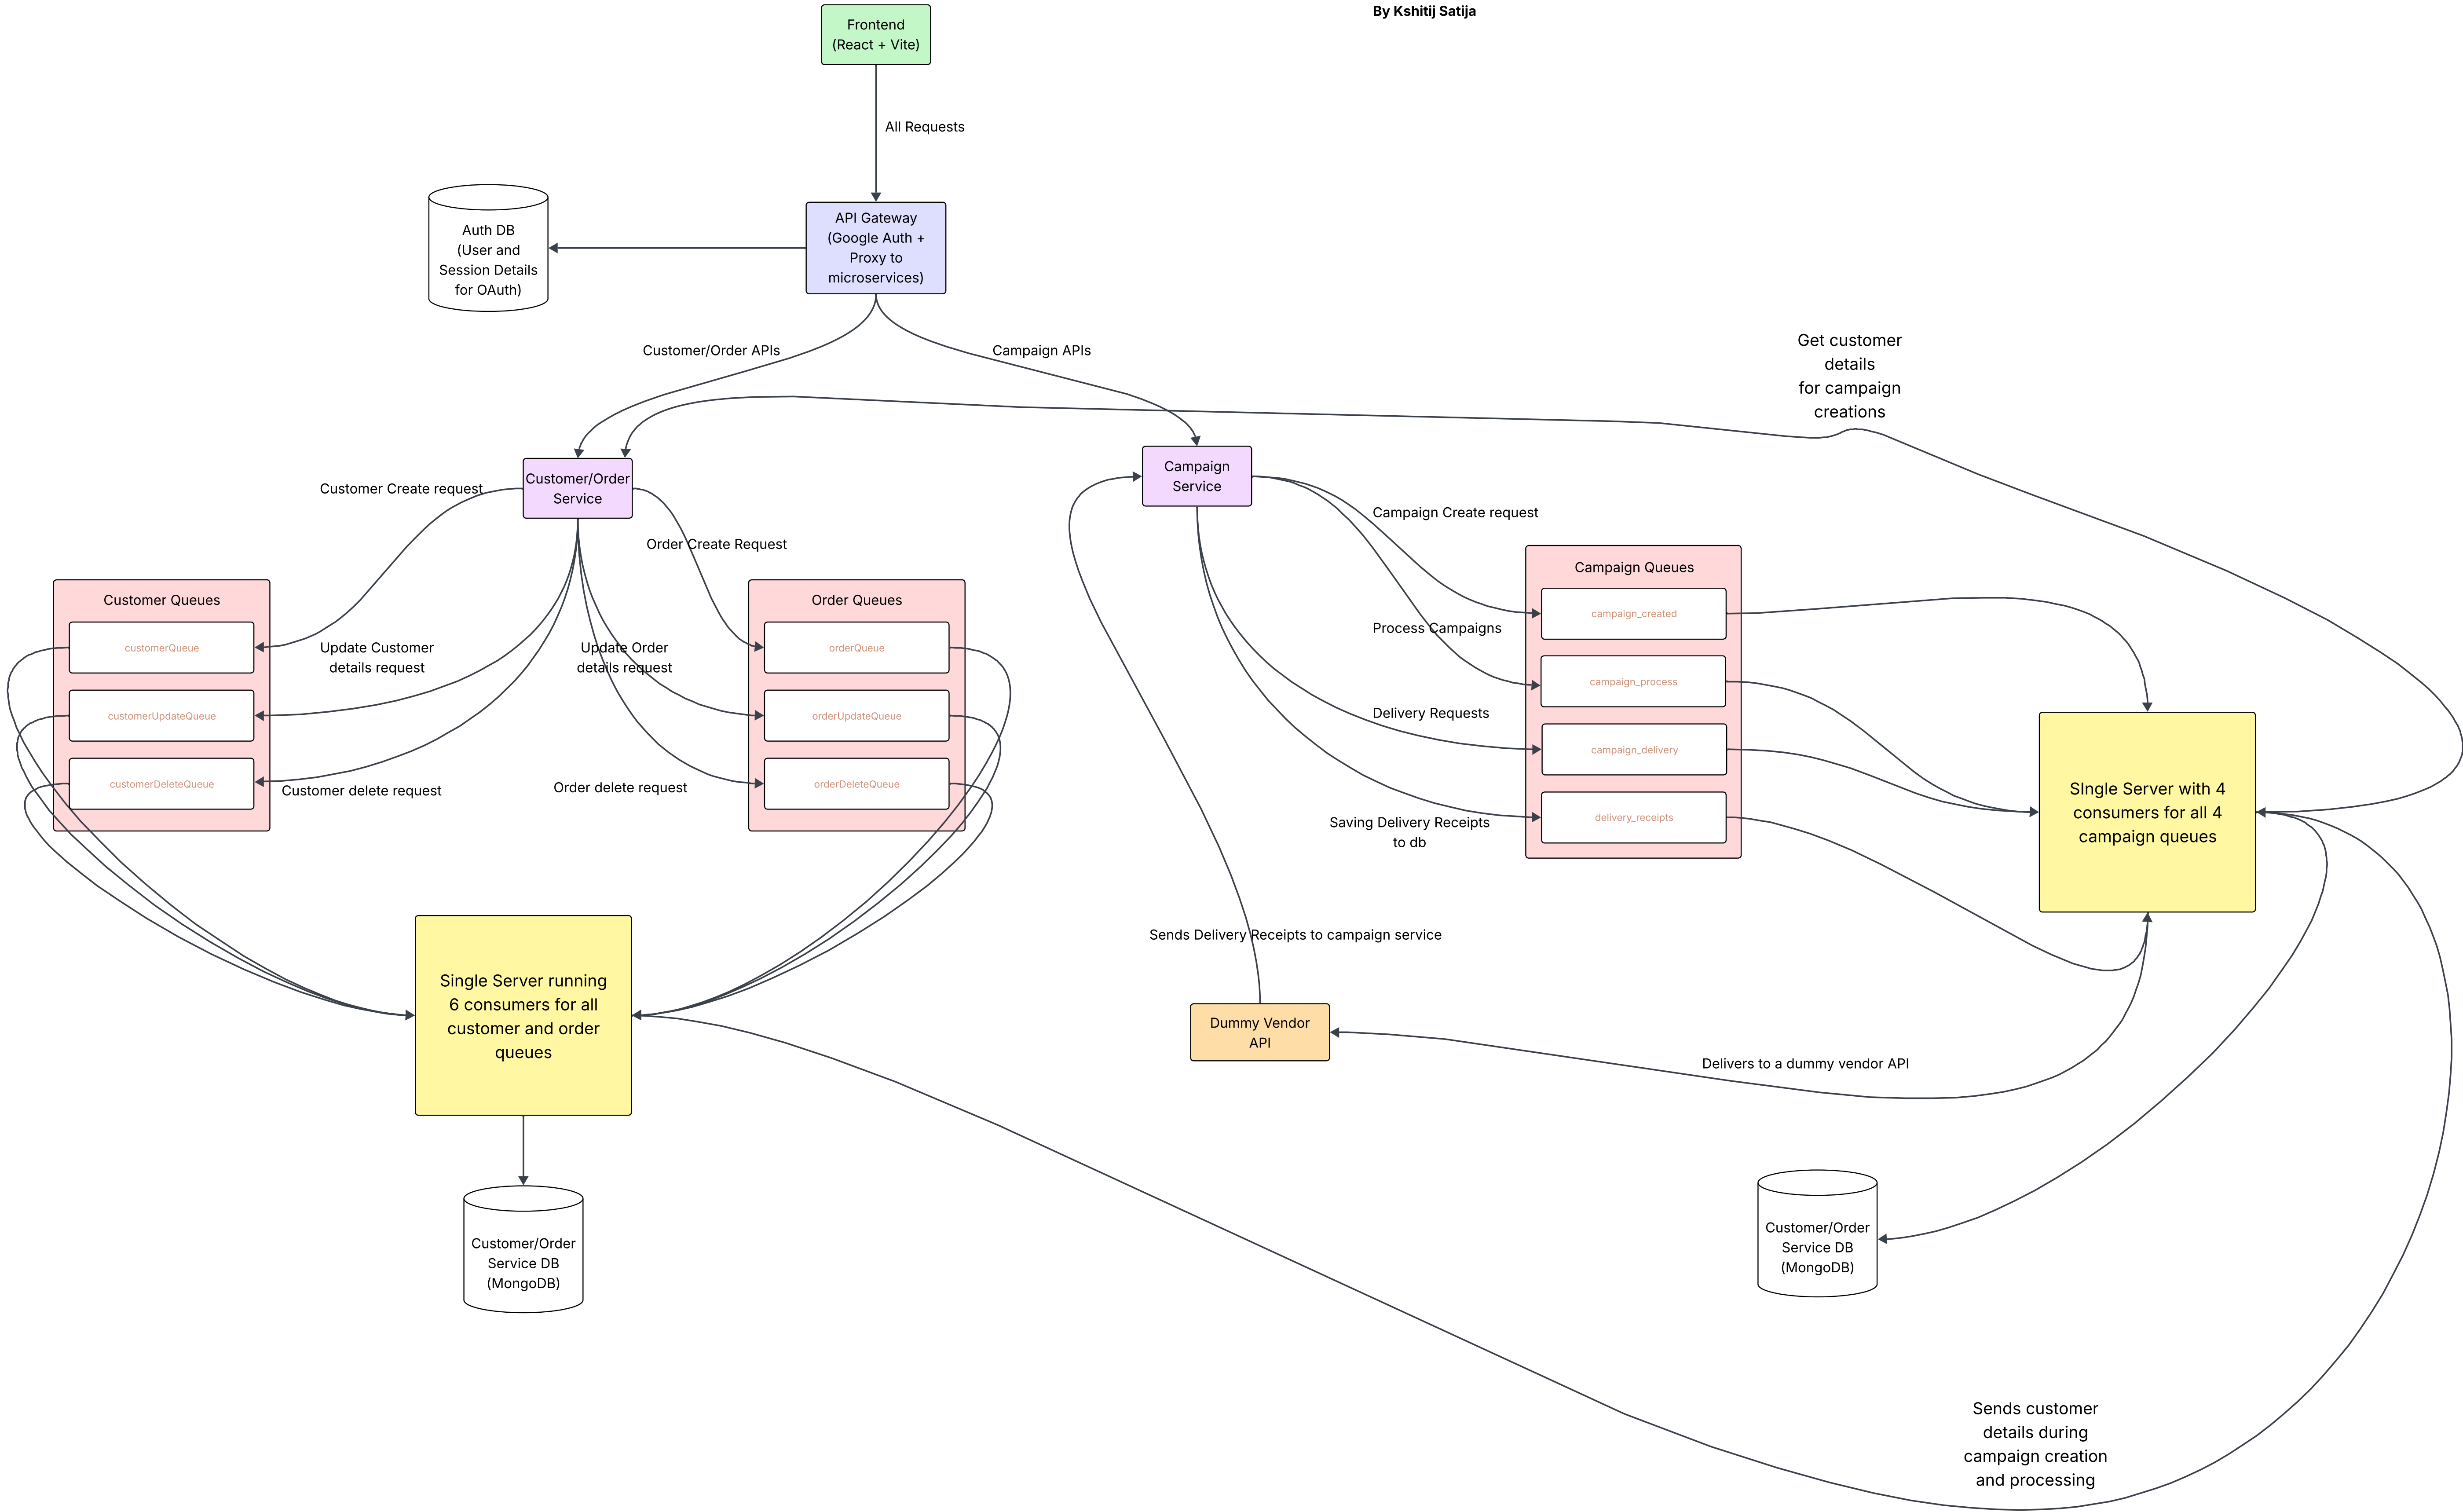 By Kshitij Satija
Frontend
(React + Vite)
All Requests
API Gateway
(Google Auth +
Proxy to
microservices)
Auth DB
(User and
Session Details
for OAuth)
Customer/Order APIs
Campaign APIs
Get customer
details
for campaign
creations
Customer/Order
Service
Campaign
Service
Customer Create request
Order Create Request
Campaign Create request
Customer Queues
customerQueue
customerUpdateQueue
customerDeleteQueue
Update Customer
details request
Customer delete request
Update Order
details request
Order delete request
Order Queues
orderQueue
orderUpdateQueue
orderDeleteQueue
Process Campaigns
Delivery Requests
Saving Delivery Receipts
to db
Campaign Queues
campaign_created
campaign_process
campaign_delivery
delivery_receipts
SIngle Server with 4
consumers for all 4
campaign queues
Sends Delivery Receipts to campaign service
Single Server running
6 consumers for all
customer and order
queues
Dummy Vendor
API
Delivers to a dummy vendor API
Customer/Order
Service DB
(MongoDB)
Customer/Order
Service DB
(MongoDB)
Sends customer
details during
campaign creation
and processing